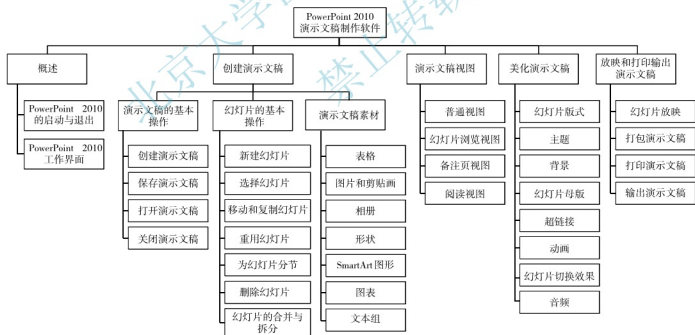 PowerPoint 2010
演示文稿制作软件
概述
创建演示文稿
演示文稿视图
美化演示文稿
放映和打印输出
演示文稿
PowerPoint 2010
的启动与退出
PowerPoint 2010
工作界面
演示文稿的基本
操作
创建演示文稿
保存演示文稿
打开演示文稿
关闭演示文稿
幻灯片的基本
操作
新建幻灯片
选择幻灯片
移动和复制幻灯片
重用幻灯片
为幻灯片分节
删除幻灯片
幻灯片的合并与
拆分
演示文稿素材
表格
图片和剪贴画
相册
形状
SmartArt图形
图表
文本组
普通视图
幻灯片浏览视图
备注页视图
阅读视图
幻灯片版式
主题
背景
幻灯片母版
超链接
动画
幻灯片切换效果
音频
幻灯片放映
打包演示文稿
打印演示文稿
输出演示文稿
北京大学
禁止转